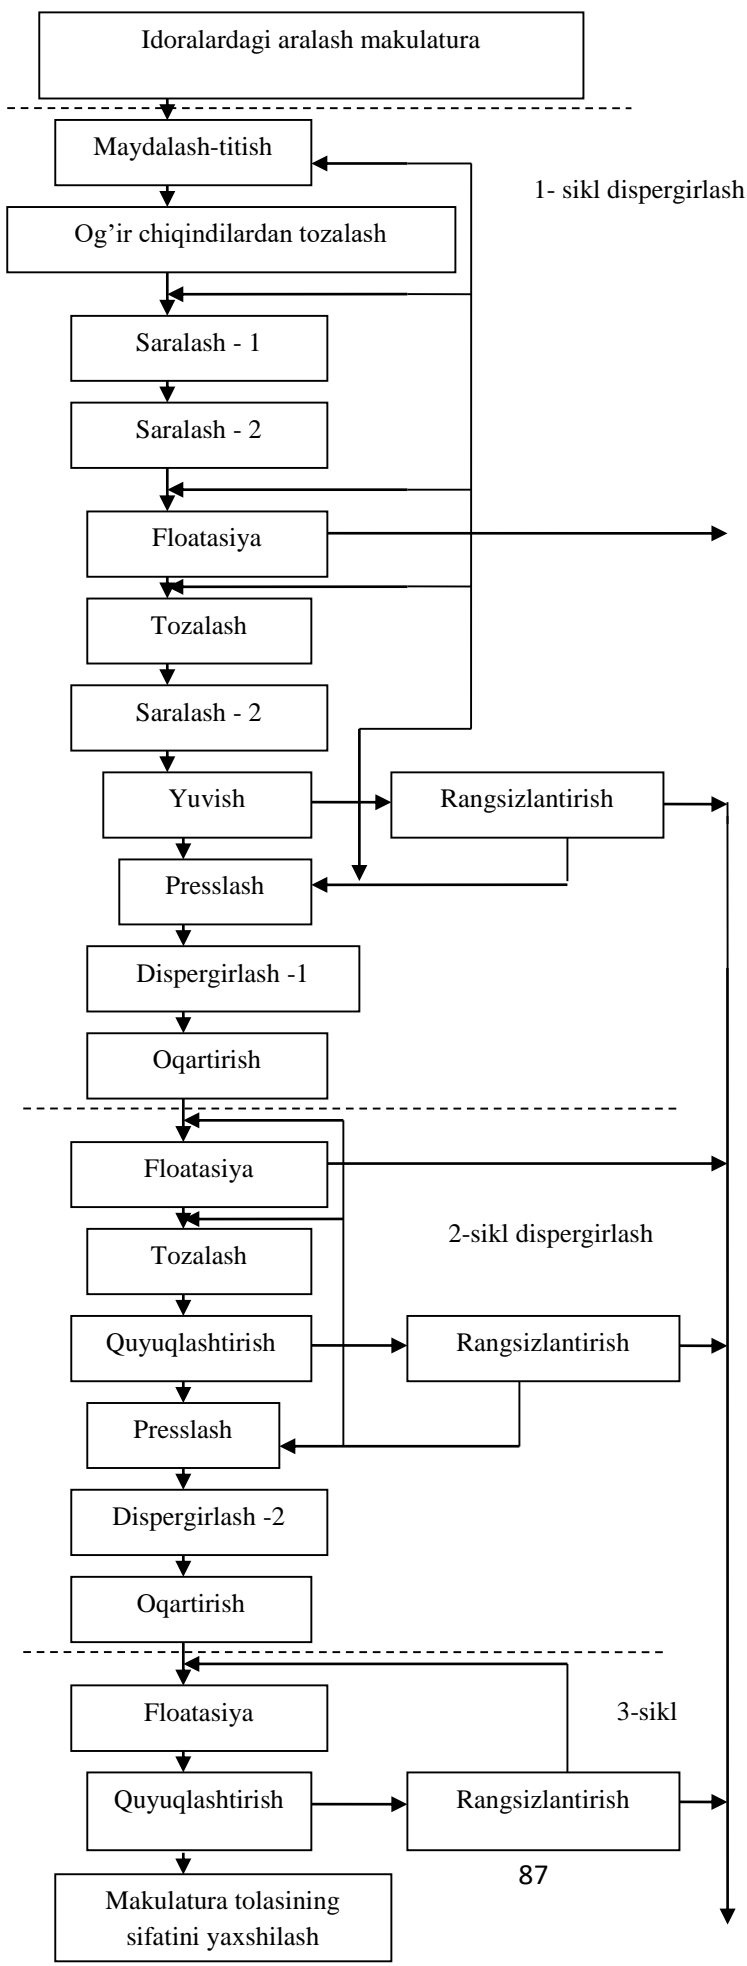 Idoralardagi aralash makulatura
Maydalash-titish
1- sikl dispergirlash
Og’ir chiqindilardan tozalash
Saralash - 1
Saralash - 2
Floatasiya
Tozalash
Saralash - 2
Yuvish
Rangsizlantirish
Presslash
Dispergirlash -1
Oqartirish
Floatasiya
2-sikl dispergirlash
Tozalash
Quyuqlashtirish
Rangsizlantirish
Presslash
Dispergirlash -2
Oqartirish
Floatasiya
3-sikl
Quyuqlashtirish
Rangsizlantirish
87
Makulatura tolasining
sifatini yaxshilash